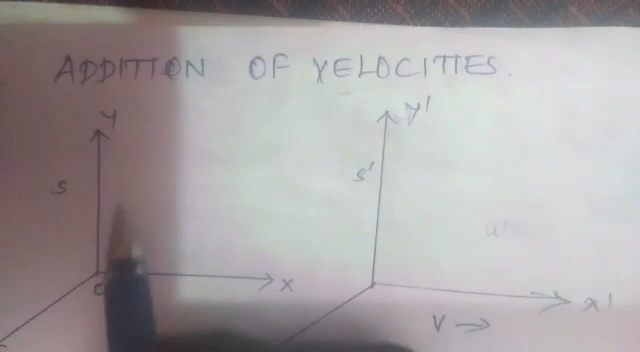 ADDITION OF VELOCITIES.
Y Y'
S S'
u'
O X X'
V →